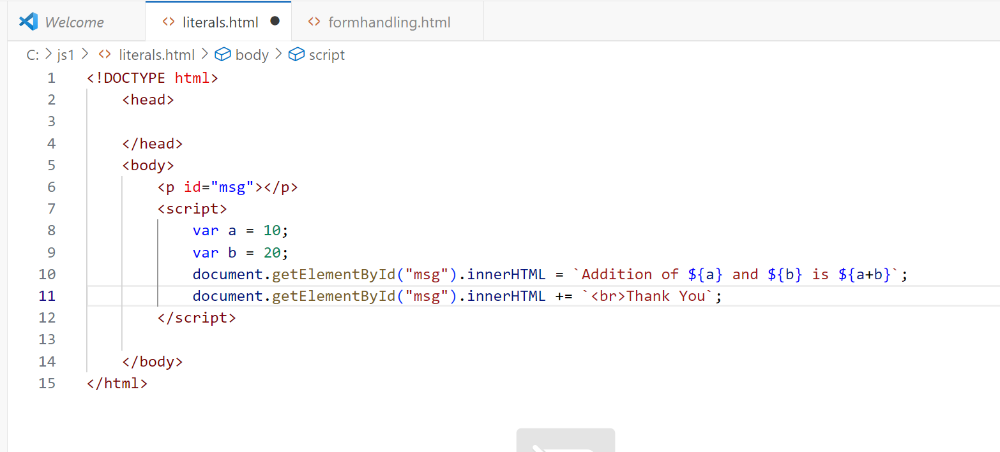 Welcome <> literals.html ● <> formhandling.html
C: > js1 > <> literals.html > body > script
1 <!DOCTYPE html>
2     <head>
3
4     </head>
5     <body>
6         <p id="msg"></p>
7         <script>
8             var a = 10;
9             var b = 20;
10             document.getElementById("msg").innerHTML = `Addition of ${a} and ${b} is ${a+b}`;
11             document.getElementById("msg").innerHTML += `<br>Thank You`;
12         </script>
13
14     </body>
15 </html>